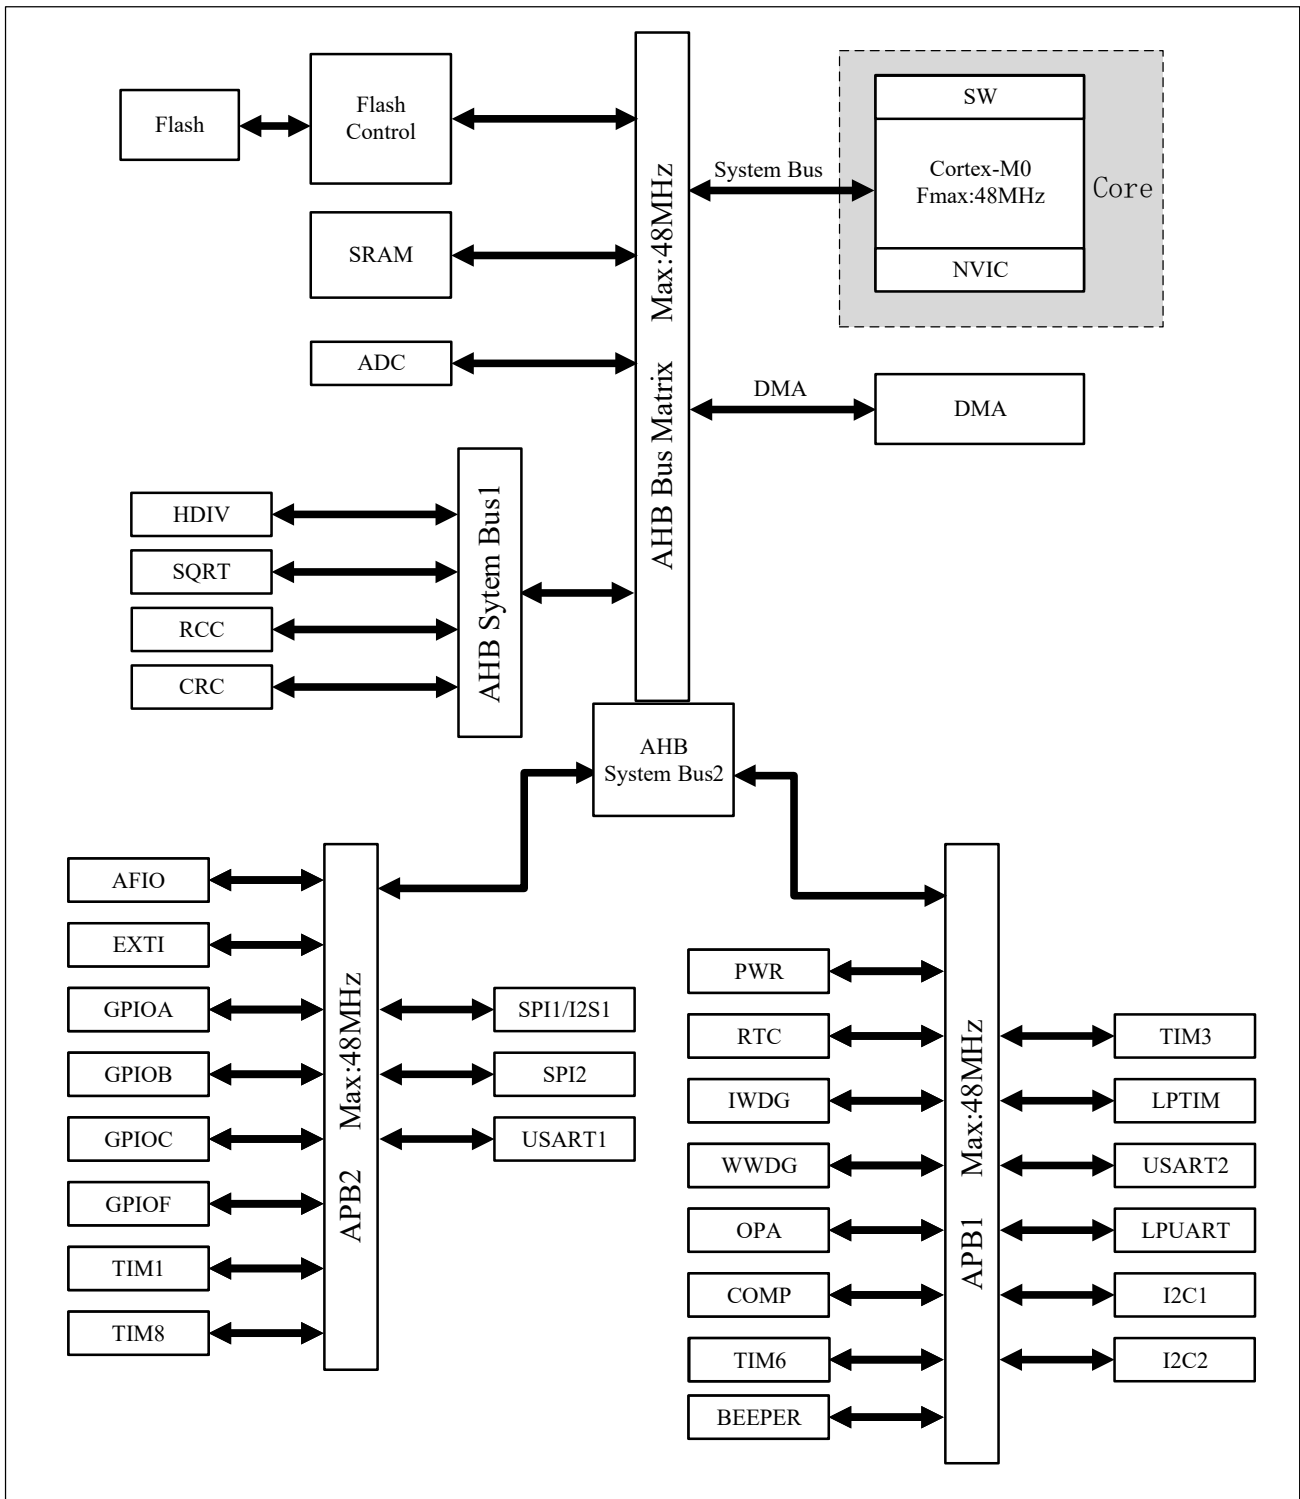 Flash
Flash
Control
SRAM
ADC
AHB Bus Matrix Max:48MHz
System Bus
SW
Cortex-M0
Fmax:48MHz
NVIC
Core
DMA
DMA
HDIV
SQRT
RCC
CRC
AHB Sytem Bus1
AHB
System Bus2
AFIO
EXTI
GPIOA
GPIOB
GPIOC
GPIOF
TIM1
TIM8
APB2 Max:48MHz
SPI1/I2S1
SPI2
USART1
PWR
RTC
IWDG
WWDG
OPA
COMP
TIM6
BEEPER
APB1 Max:48MHz
TIM3
LPTIM
USART2
LPUART
I2C1
I2C2